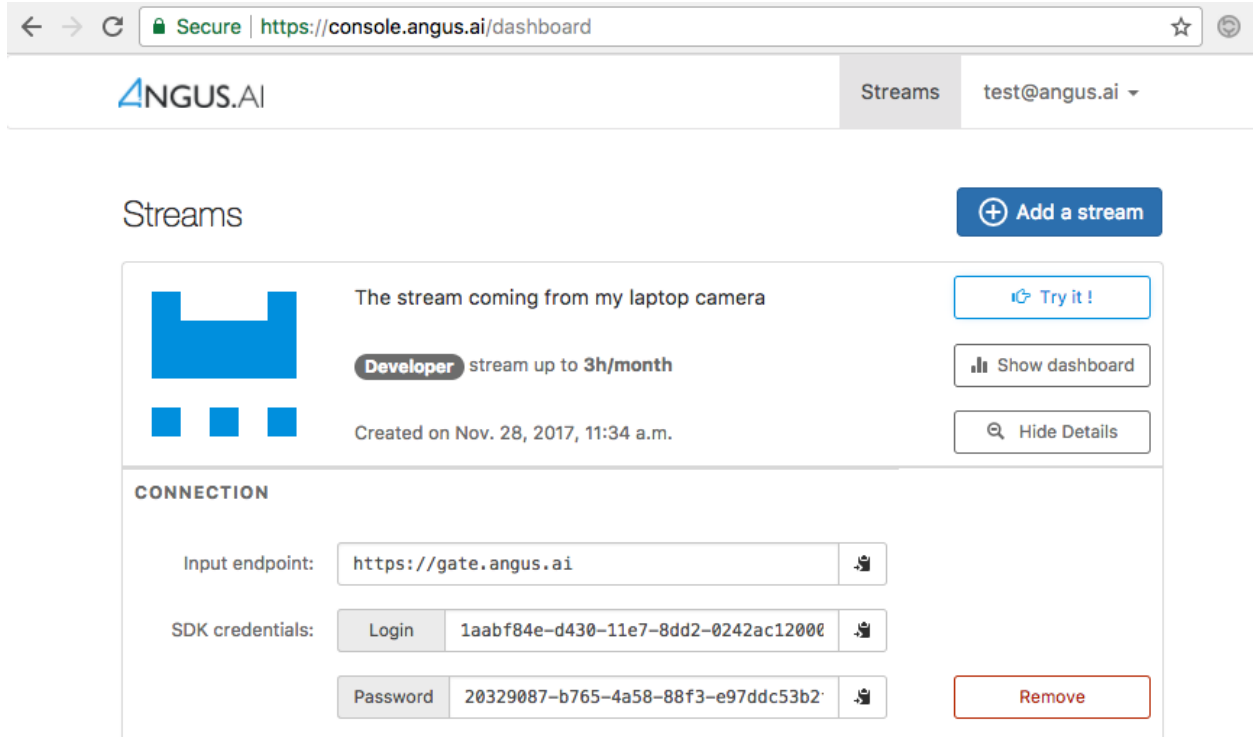 Secure https://console.angus.ai/dashboard
ANGUS.AI
Streams test@angus.ai
Streams
Add a stream
The stream coming from my laptop camera
Try it !
Developer stream up to 3h/month
Show dashboard
Created on Nov. 28, 2017, 11:34 a.m.
Hide Details
CONNECTION
Input endpoint: https://gate.angus.ai
SDK credentials: Login 1aabf84e-d430-11e7-8dd2-0242ac12000
Password 20329087-b765-4a58-88f3-e97ddc53b2
Remove